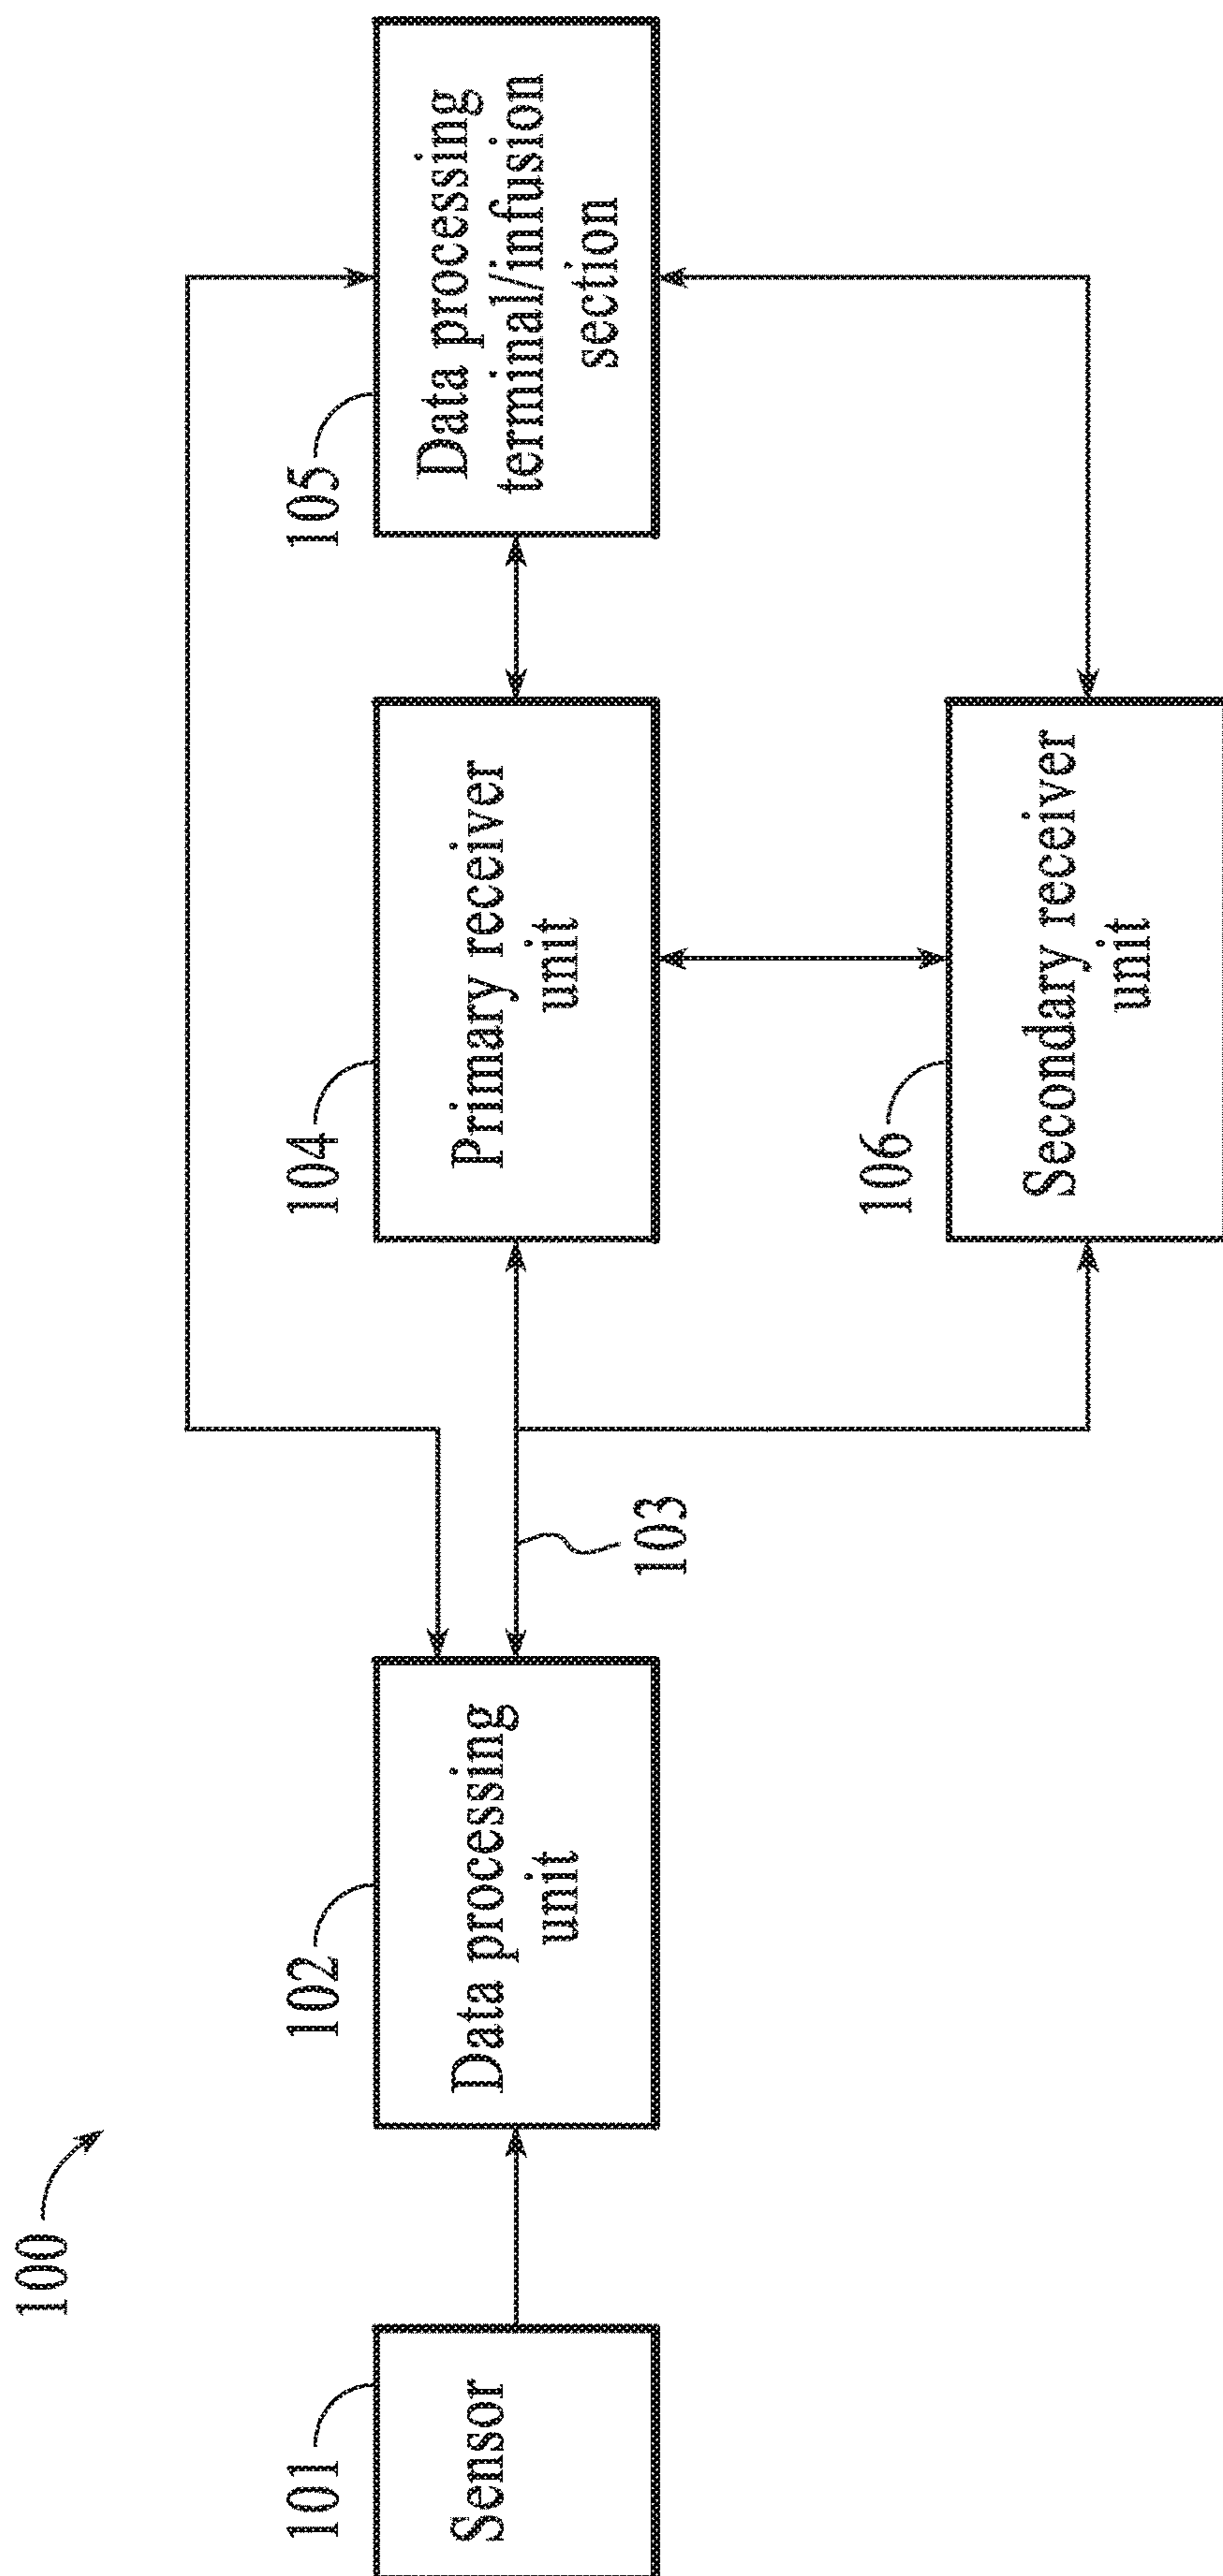 100
101
Sensor
102
Data processing
unit
103
104
Primary receiver
unit
105
Data processing
terminal/infusion
section
106
Secondary receiver
unit